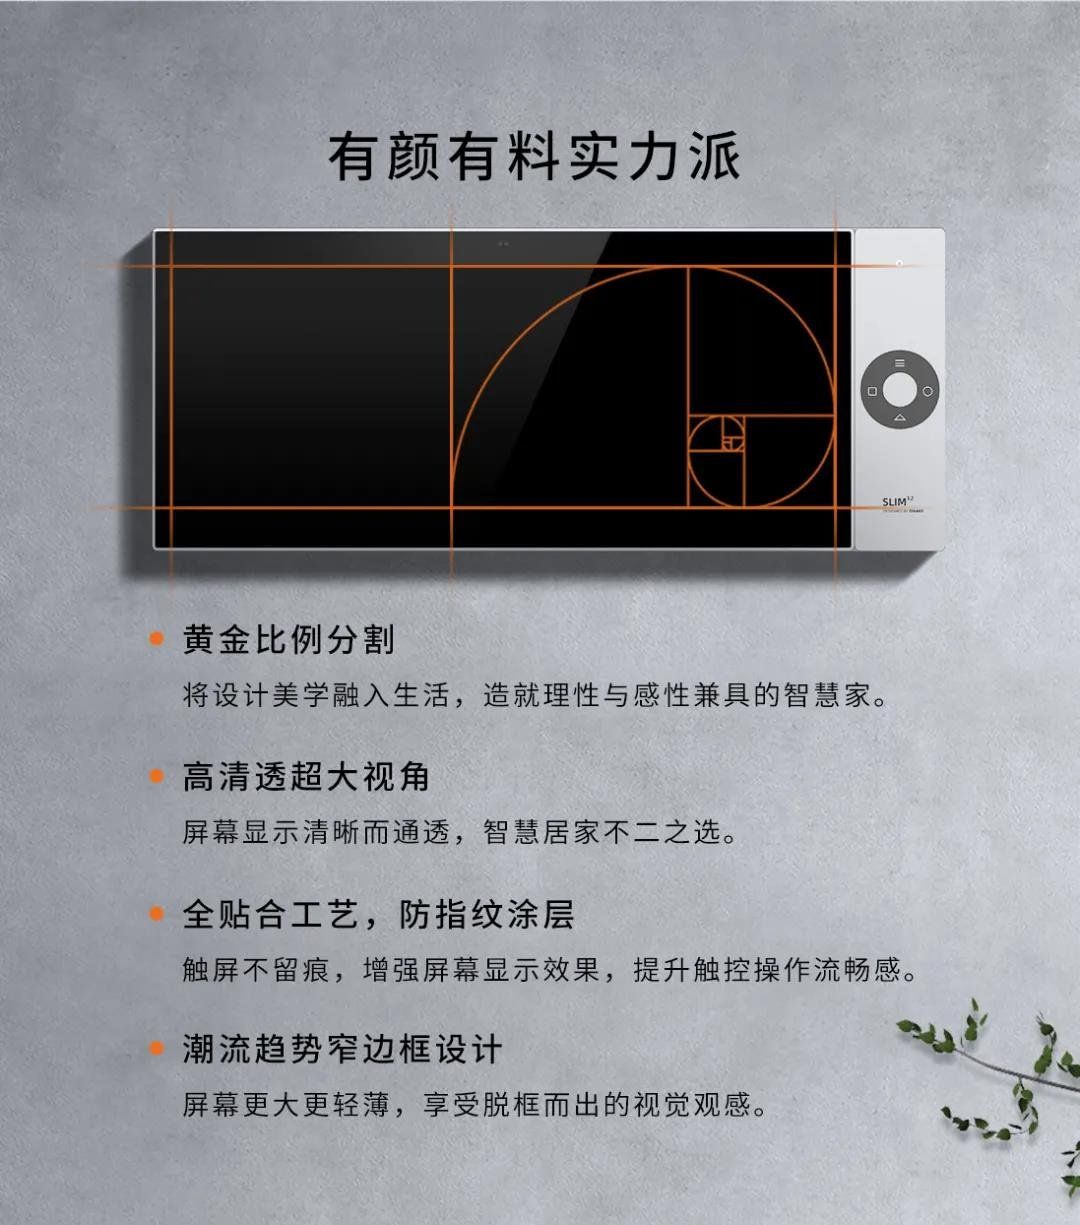 有颜有料实力派
SLIM12
黄金比例分割
将设计美学融入生活，造就理性与感性兼具的智慧家。
高清透超大视角
屏幕显示清晰而通透，智慧居家不二之选。
全贴合工艺，防指纹涂层
触屏不留痕，增强屏幕显示效果，提升触控操作流畅感。
潮流趋势窄边框设计
屏幕更大更轻薄，享受脱框而出的视觉观感。